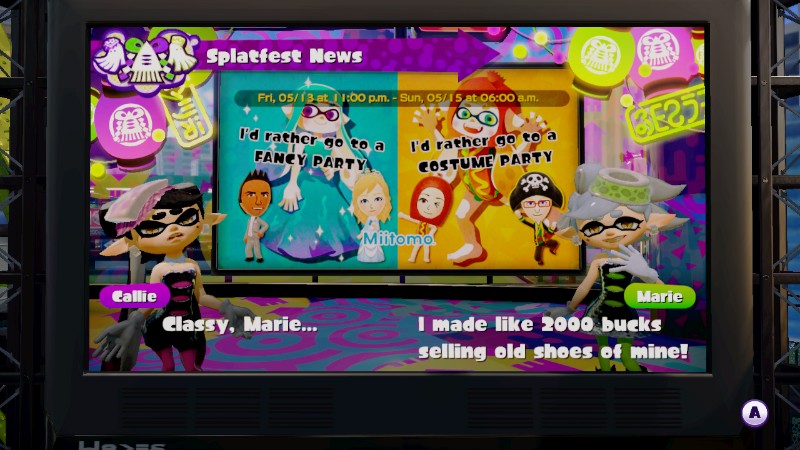 Splatfest News
Fri, 05/13 at 11:00 p.m. - Sun, 05/15 at 06:00 a.m.
I'd rather go to a
FANCY PARTY
I'd rather go to a
COSTUME PARTY
Miitomo
Callie
Classy, Marie...
Marie
I made like 2000 bucks
selling old shoes of mine!
A